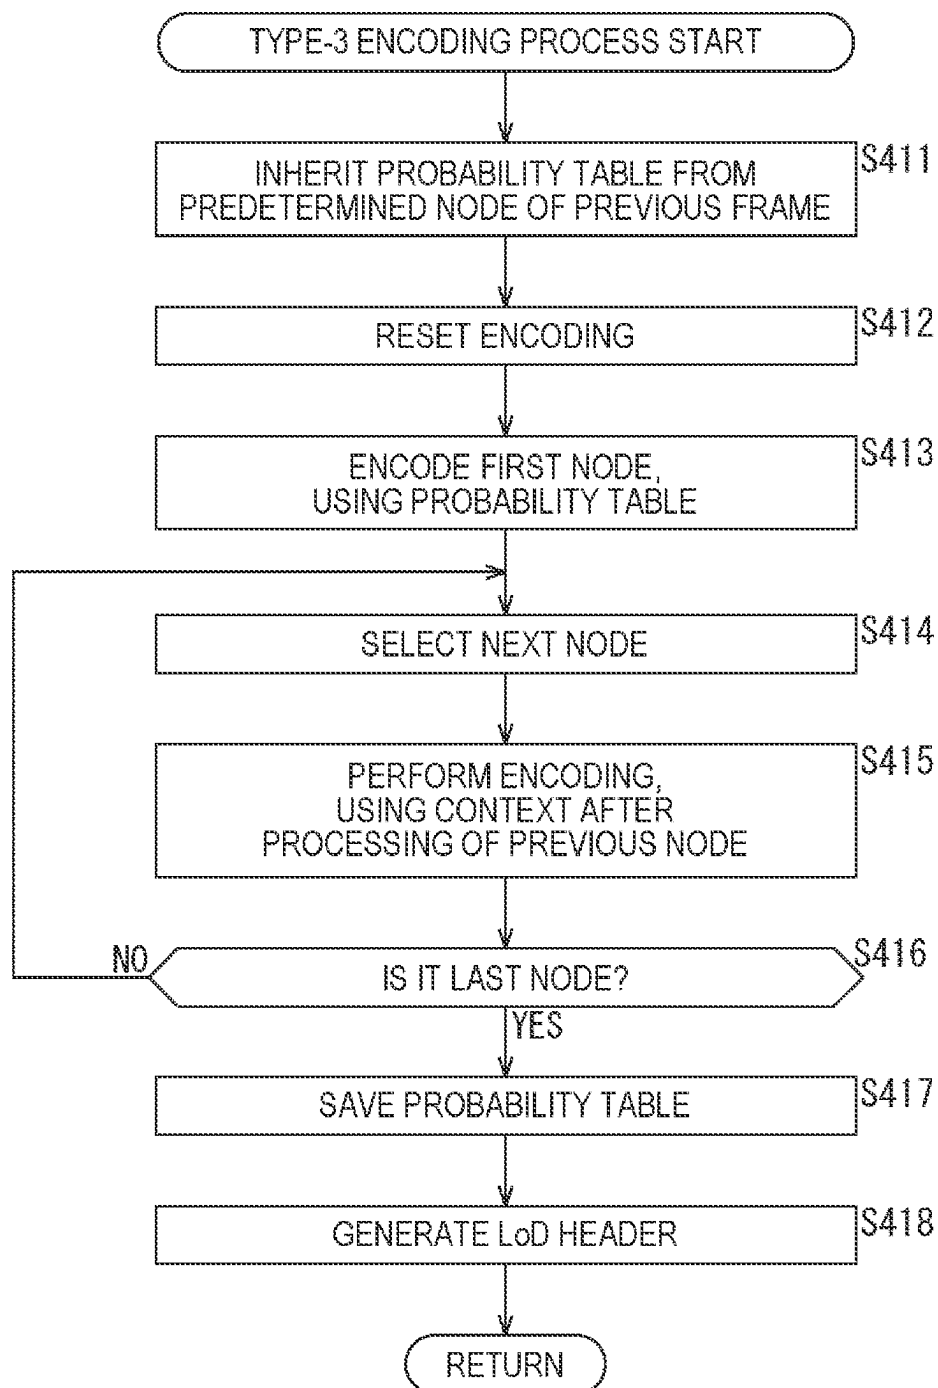 TYPE-3 ENCODING PROCESS START
S411
INHERIT PROBABILITY TABLE FROM
PREDETERMINED NODE OF PREVIOUS FRAME
S412
RESET ENCODING
S413
ENCODE FIRST NODE,
USING PROBABILITY TABLE
S414
SELECT NEXT NODE
S415
PERFORM ENCODING,
USING CONTEXT AFTER
PROCESSING OF PREVIOUS NODE
S416
NO
IS IT LAST NODE?
YES
S417
SAVE PROBABILITY TABLE
S418
GENERATE LoD HEADER
RETURN